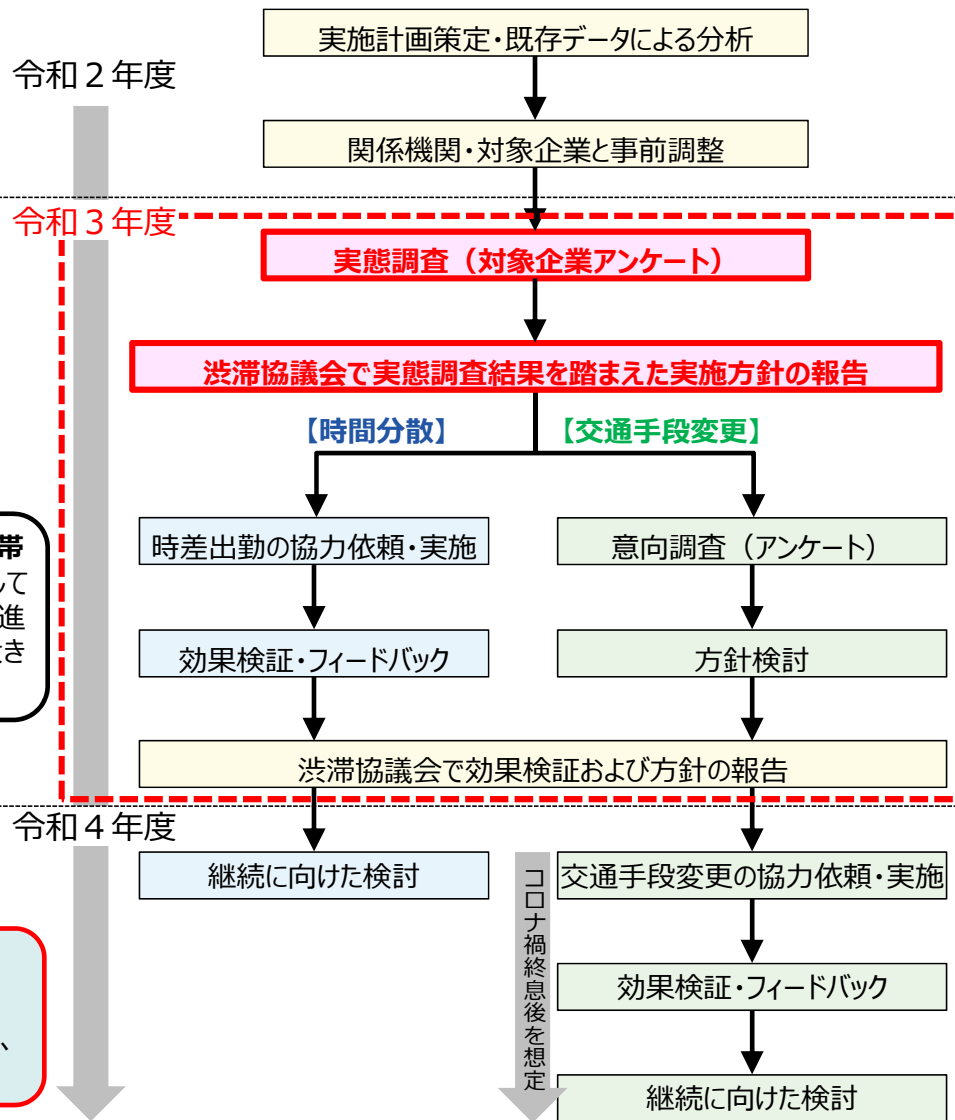 実施計画策定・既存データによる分析
令和２年度
関係機関・対象企業と事前調整
令和３年度
実態調査（対象企業アンケート）
渋滞協議会で実態調査結果を踏まえた実施方針の報告
【時間分散】
【交通手段変更】
帯
して
進
き
時差出勤の協力依頼・実施
意向調査（アンケート）
効果検証・フィードバック
方針検討
渋滞協議会で効果検証および方針の報告
令和４年度
継続に向けた検討
コロナ禍終息後を想定
交通手段変更の協力依頼・実施
効果検証・フィードバック
、
継続に向けた検討